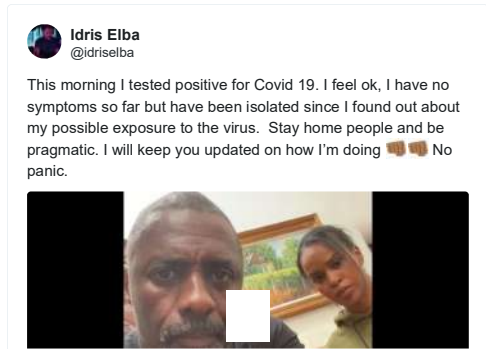 Idris Elba
@idriselba
This morning I tested positive for Covid 19. I feel ok, I have no
symptoms so far but have been isolated since I found out about
my possible exposure to the virus.  Stay home people and be
pragmatic. I will keep you updated on how I'm doing 👊🏾👊🏾 No
panic.